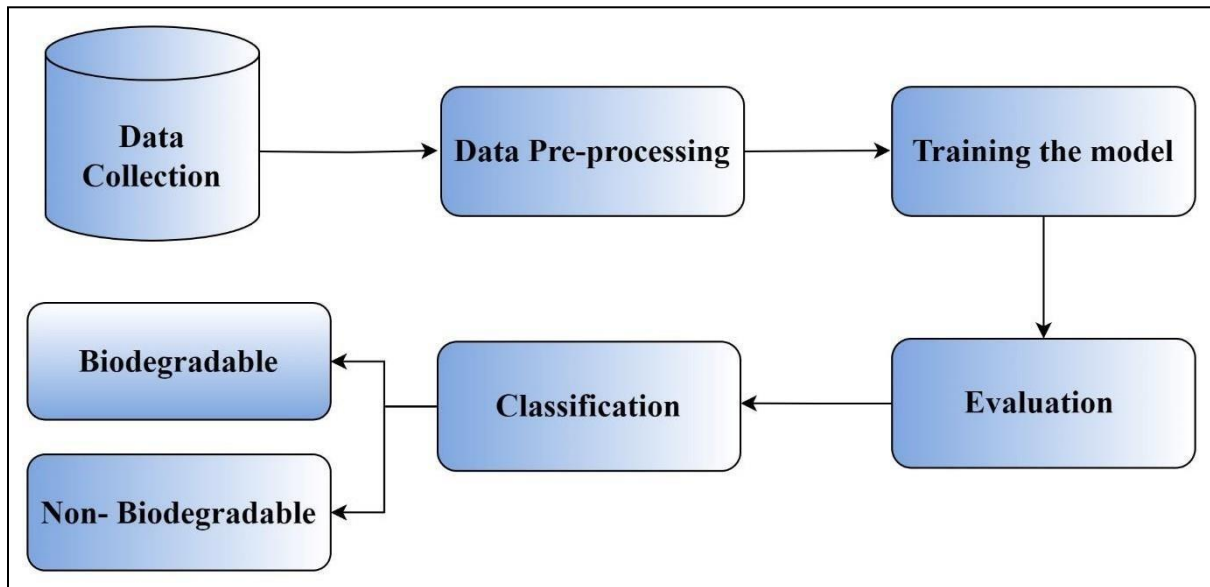 Data
Collection
Data Pre-processing
Training the model
Evaluation
Classification
Biodegradable
Non- Biodegradable